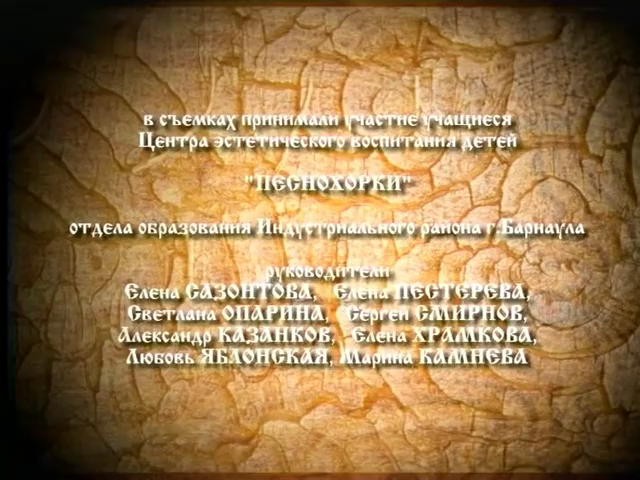 в съемках принимали участие учащиеся
Центра эстетического воспитания детей
"ПЕСНОХОРКИ"
отдела образования Индустриального района г.Барнаула
руководители
Елена САЗОНТОВА, Елена ПЕСТЕРЕВА,
Светлана ОПАРИНА, Сергей СМИРНОВ,
Александр КАЗАНКОВ, Елена ХРАМКОВА,
Любовь ЯБЛОНСКАЯ, Марина КАМНЕВА